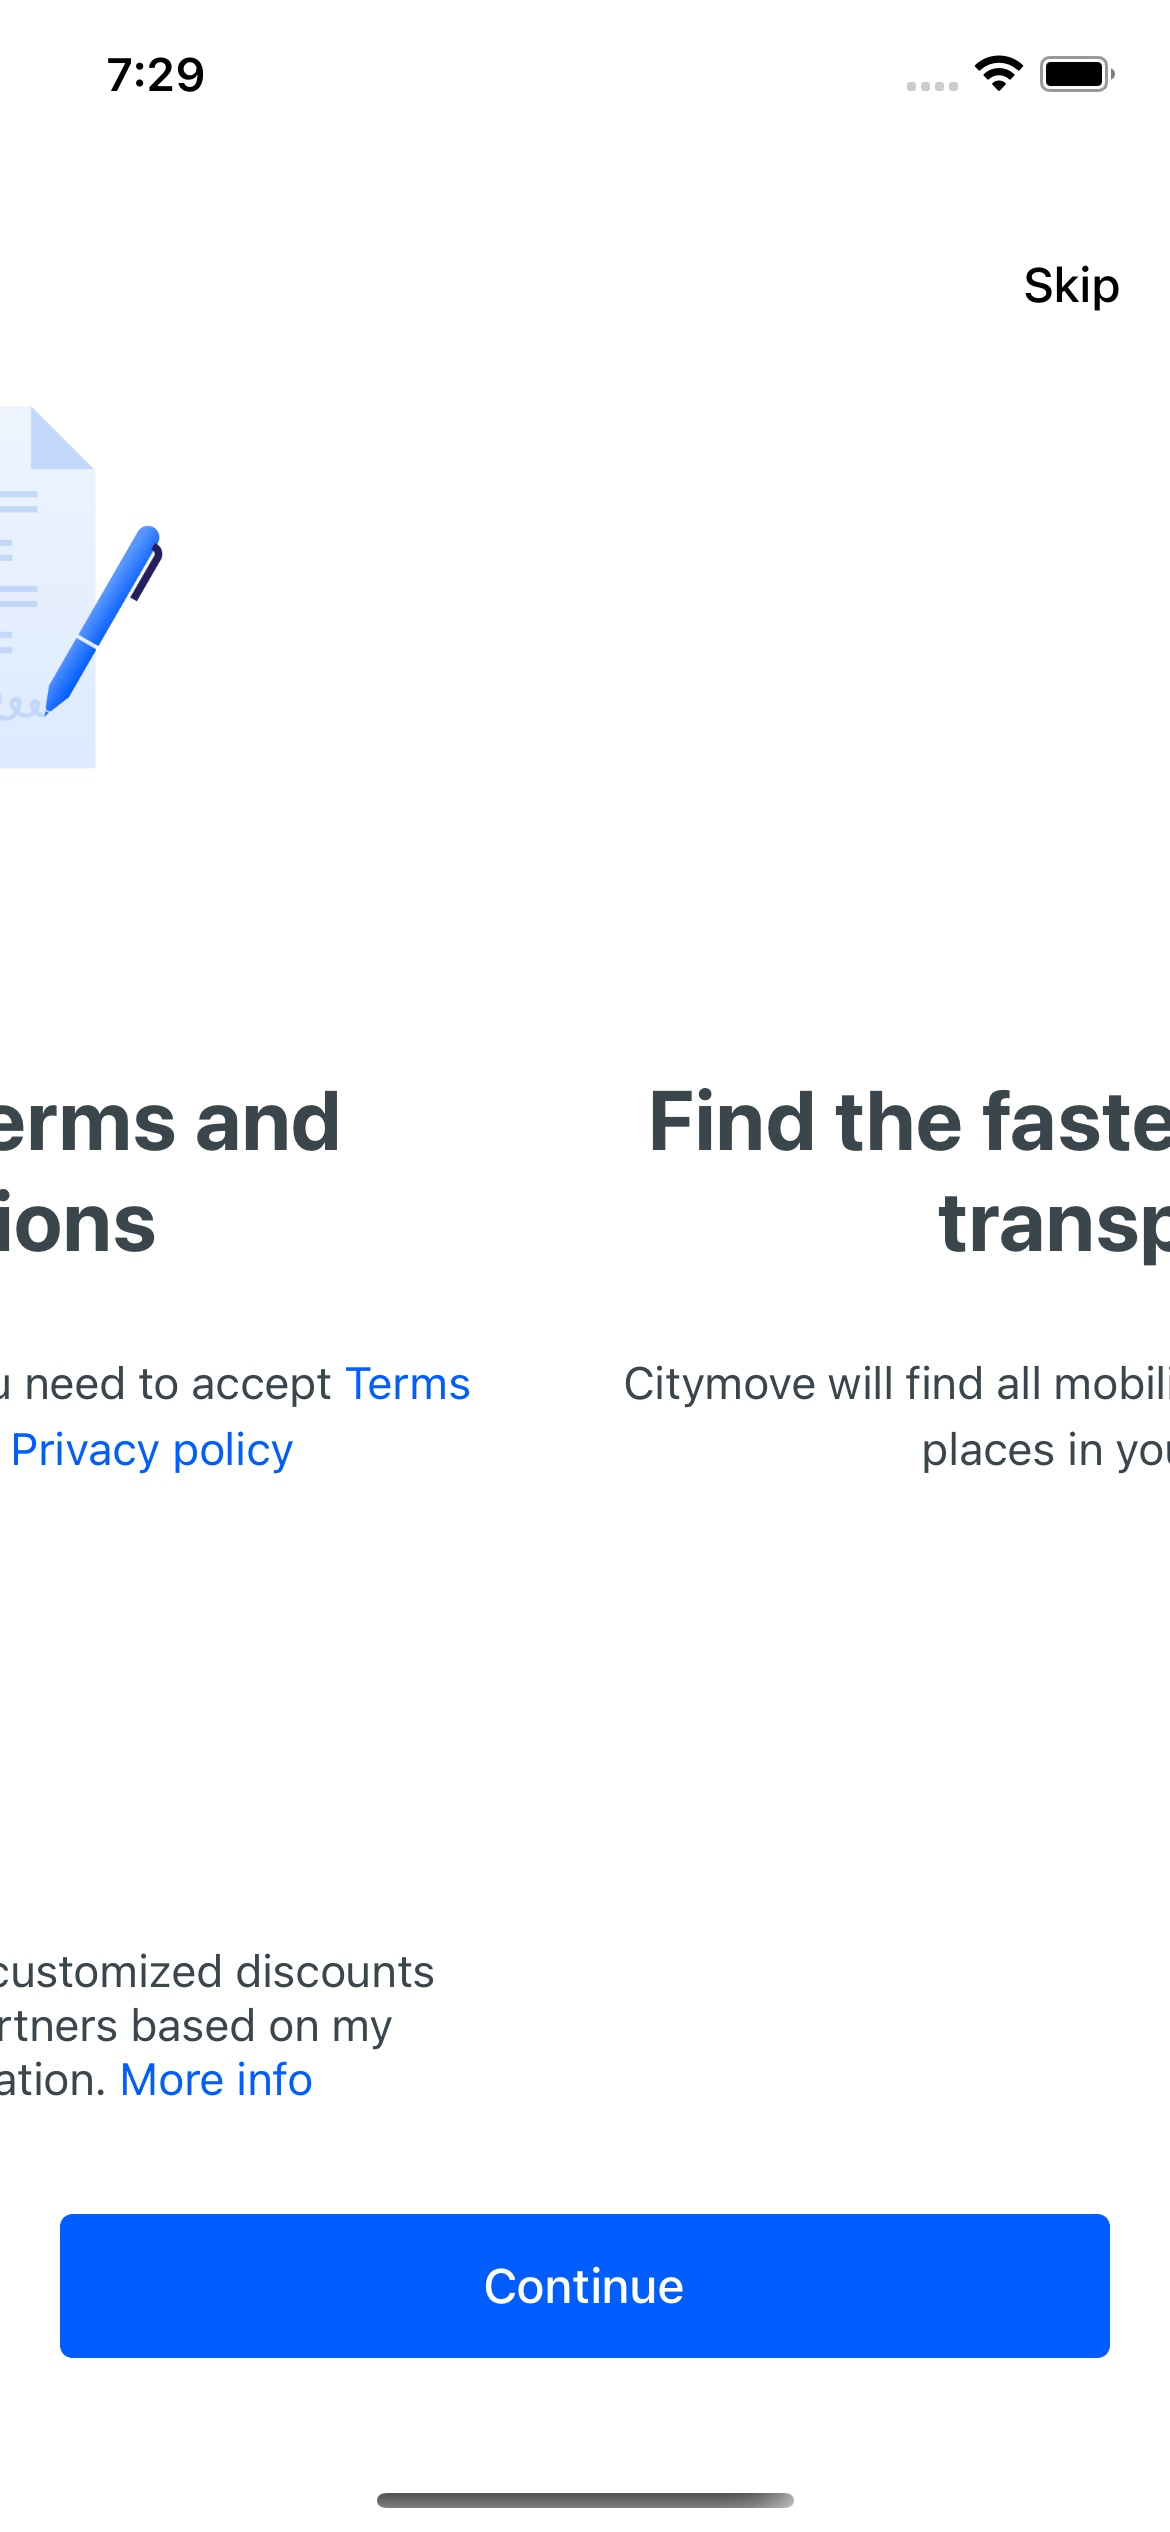 7:29
Skip
erms and
ions
need to accept Terms
Privacy policy
Find the faste
transp
Citymove will find all mobili
places in you
customized discounts
rtners based on my
ation. More info
Continue